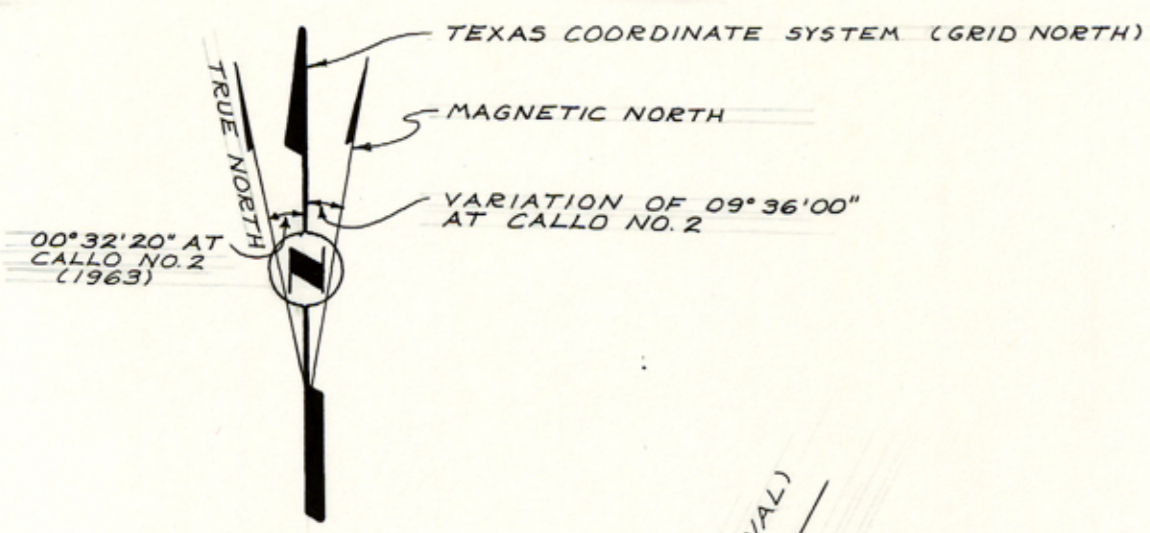 TEXAS COORDINATE SYSTEM (GRID NORTH)
TRUE NORTH
MAGNETIC NORTH
VARIATION OF 09°36'00"
AT CALLO NO. 2
00°32'20" AT
CALLO NO. 2
(1963)
N